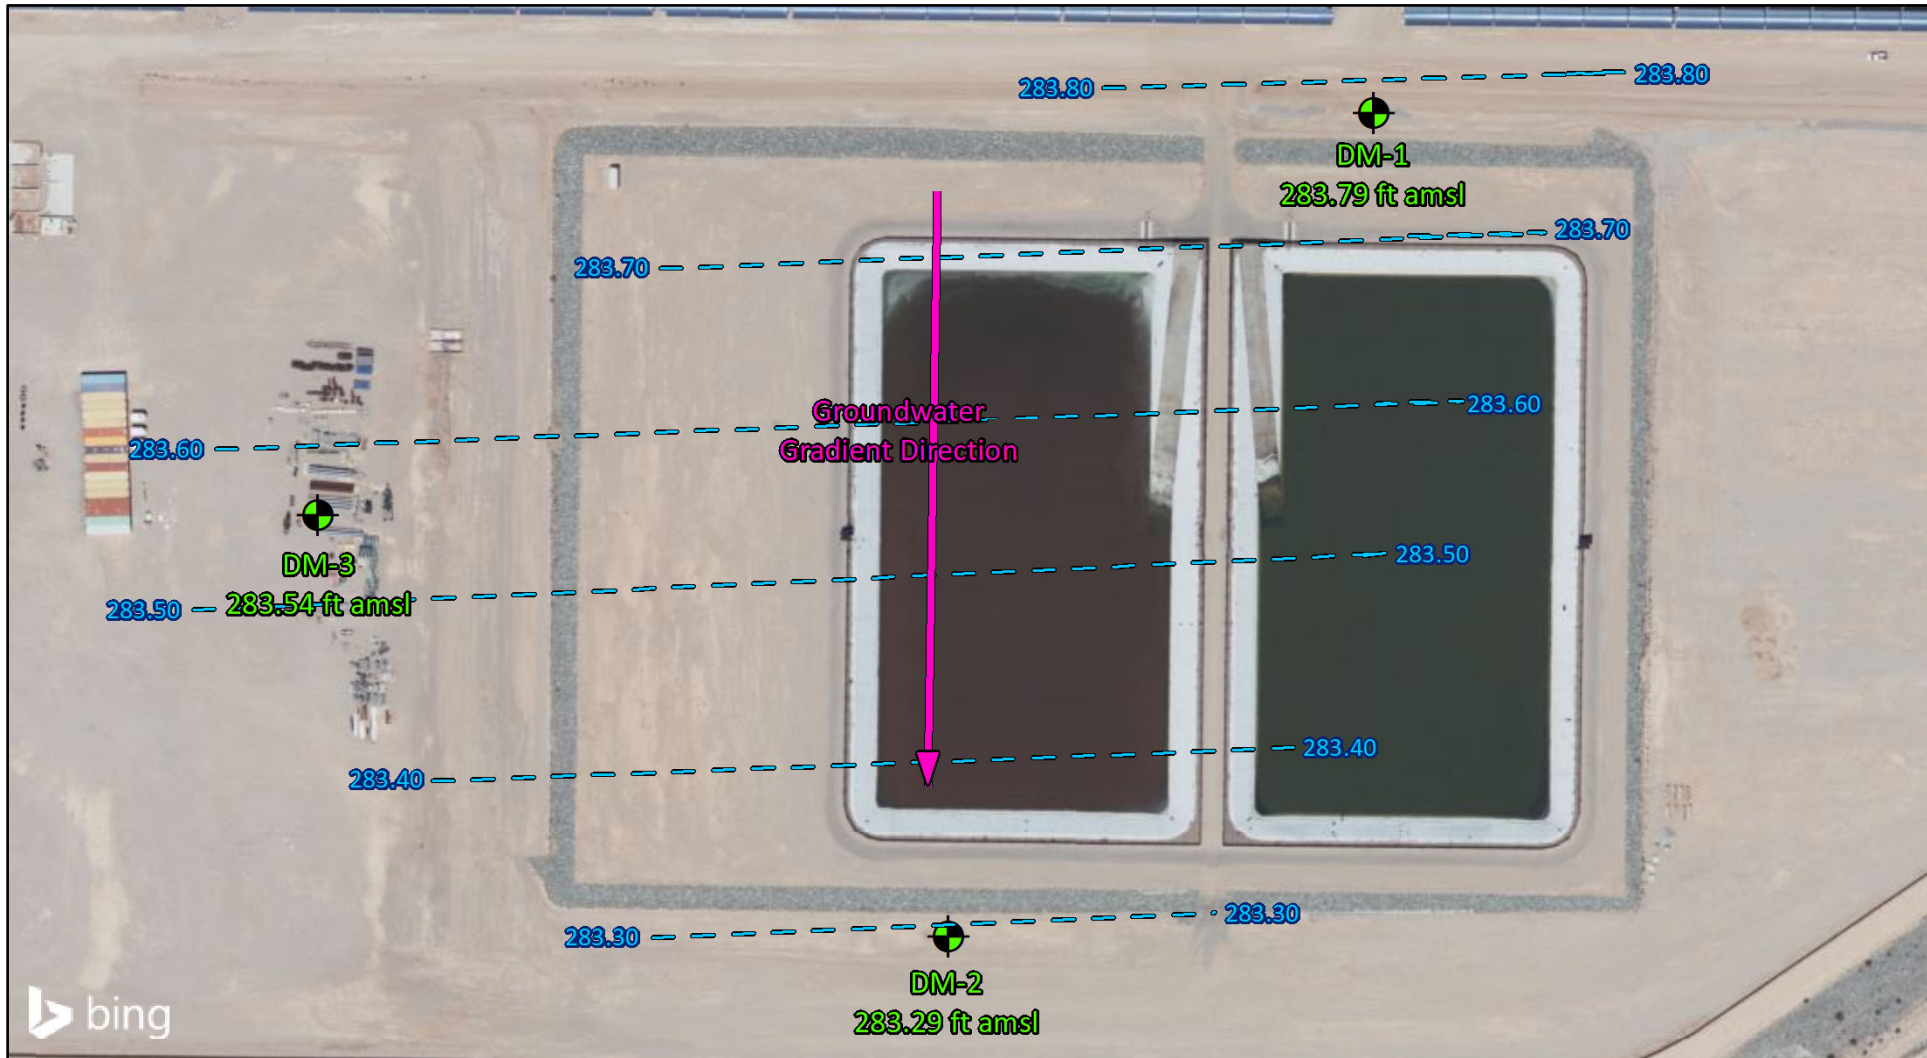 283.80
283.80
DM-1
283.79 ft amsl
283.70
283.70
Groundwater
Gradient Direction
283.60
283.60
DM-3
283.54 ft amsl
283.50
283.50
283.40
283.40
283.30
283.30
DM-2
283.29 ft amsl
bing